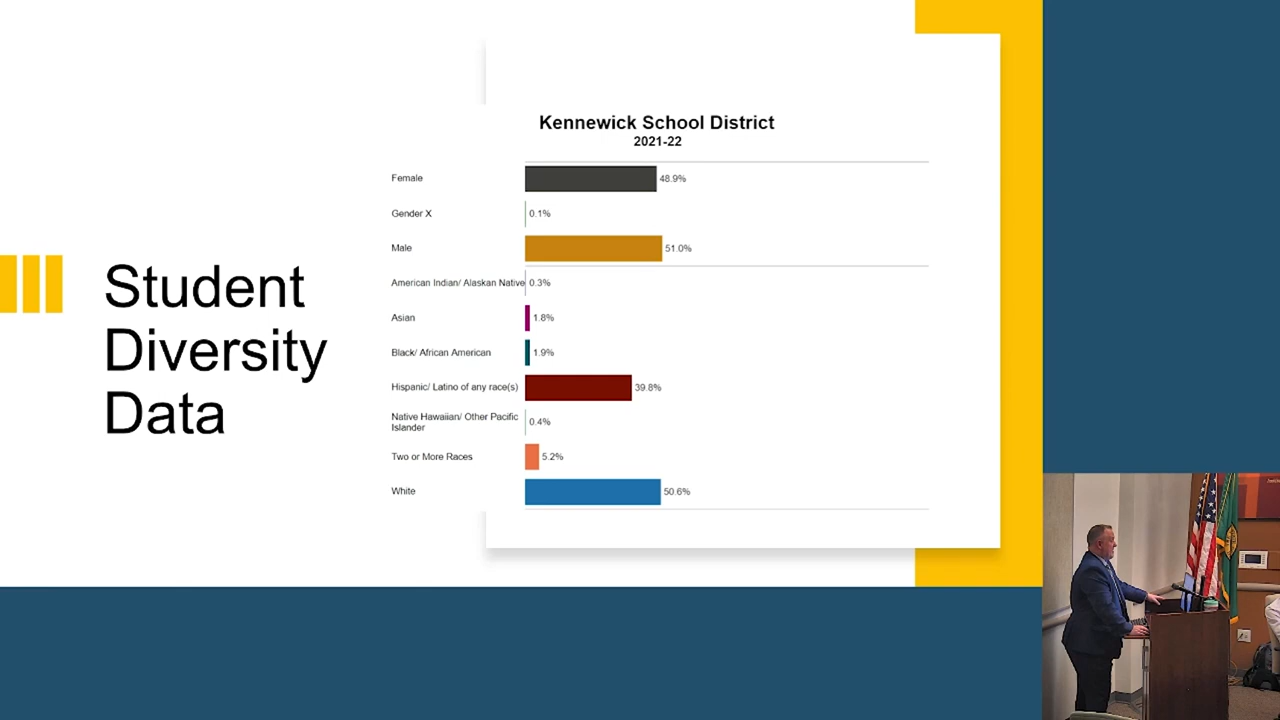 Student
Diversity
Data
Kennewick School District
2021-22
Female 48.9%
Gender X 0.1%
Male 51.0%
American Indian/ Alaskan Native 0.3%
Asian 1.8%
Black/ African American 1.9%
Hispanic/ Latino of any race(s) 39.8%
Native Hawaiian/ Other Pacific
Islander 0.4%
Two or More Races 5.2%
White 50.6%